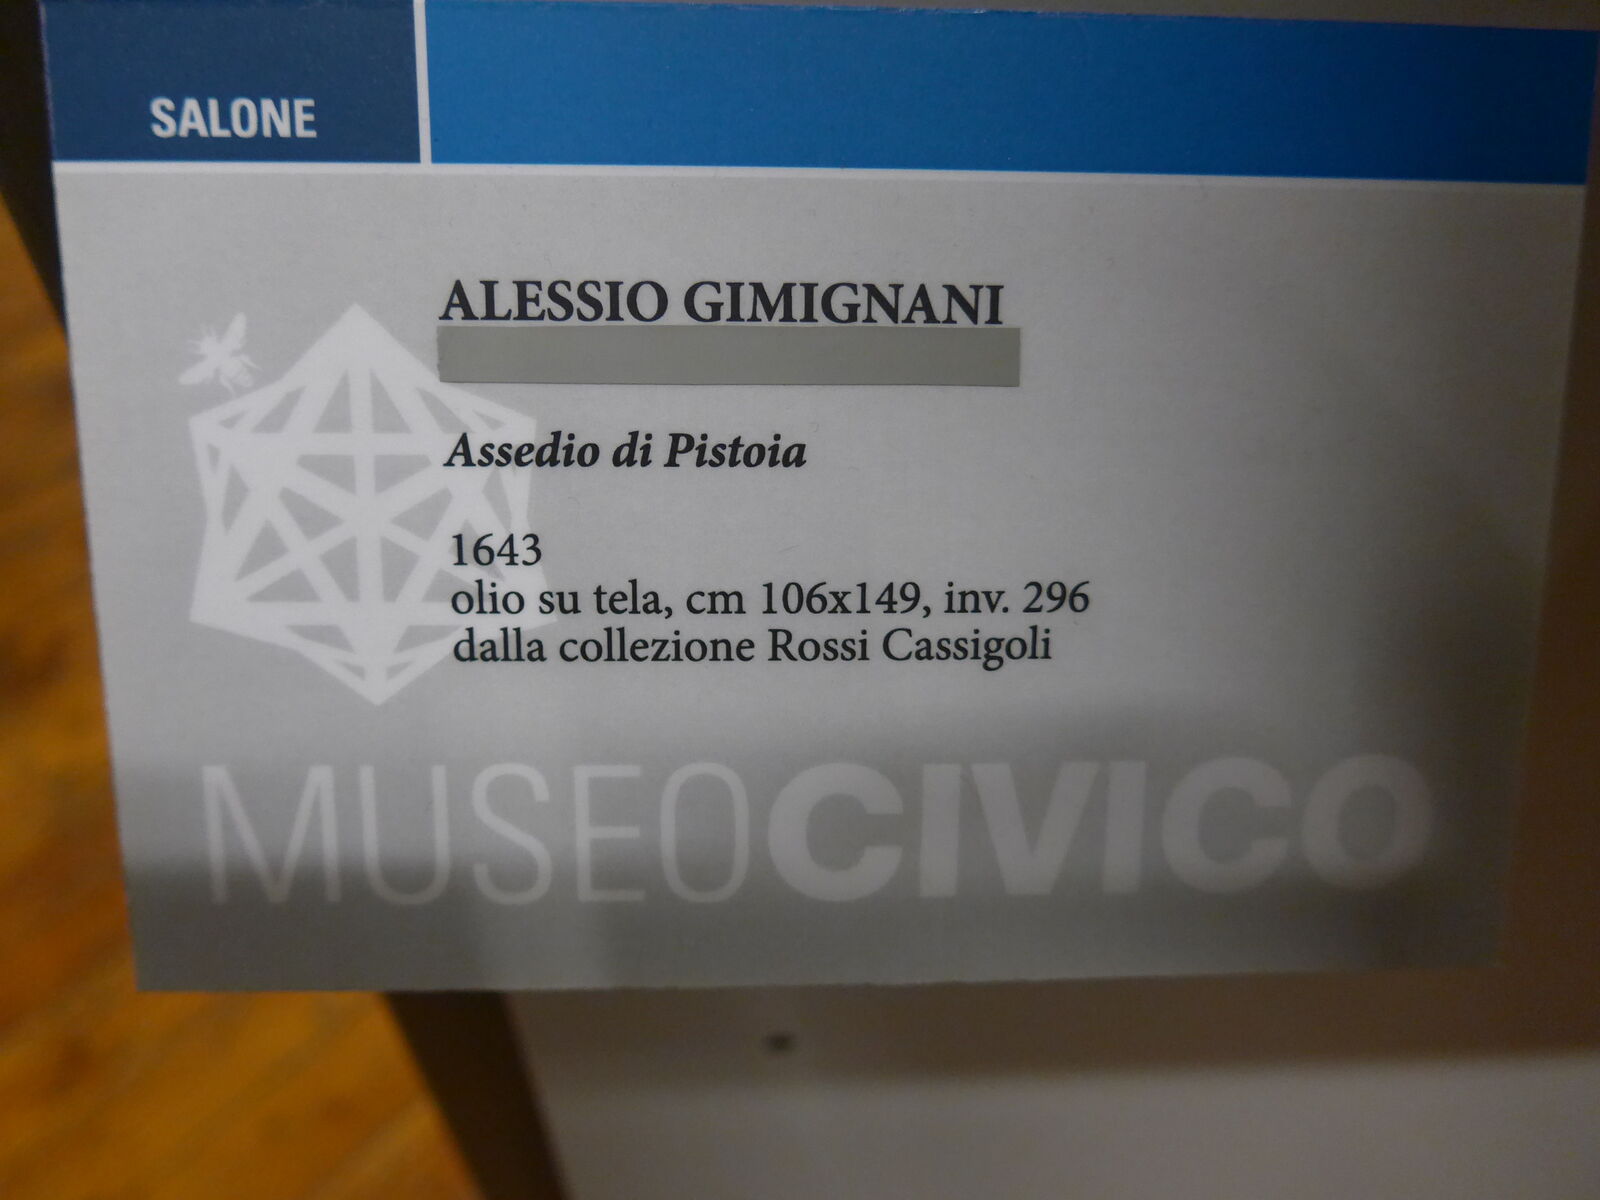 SALONE
ALESSIO GIMIGNANI
Assedio di Pistoia
1643
olio su tela, cm 106x149, inv. 296
dalla collezione Rossi Cassigoli
MUSEOCIVICO